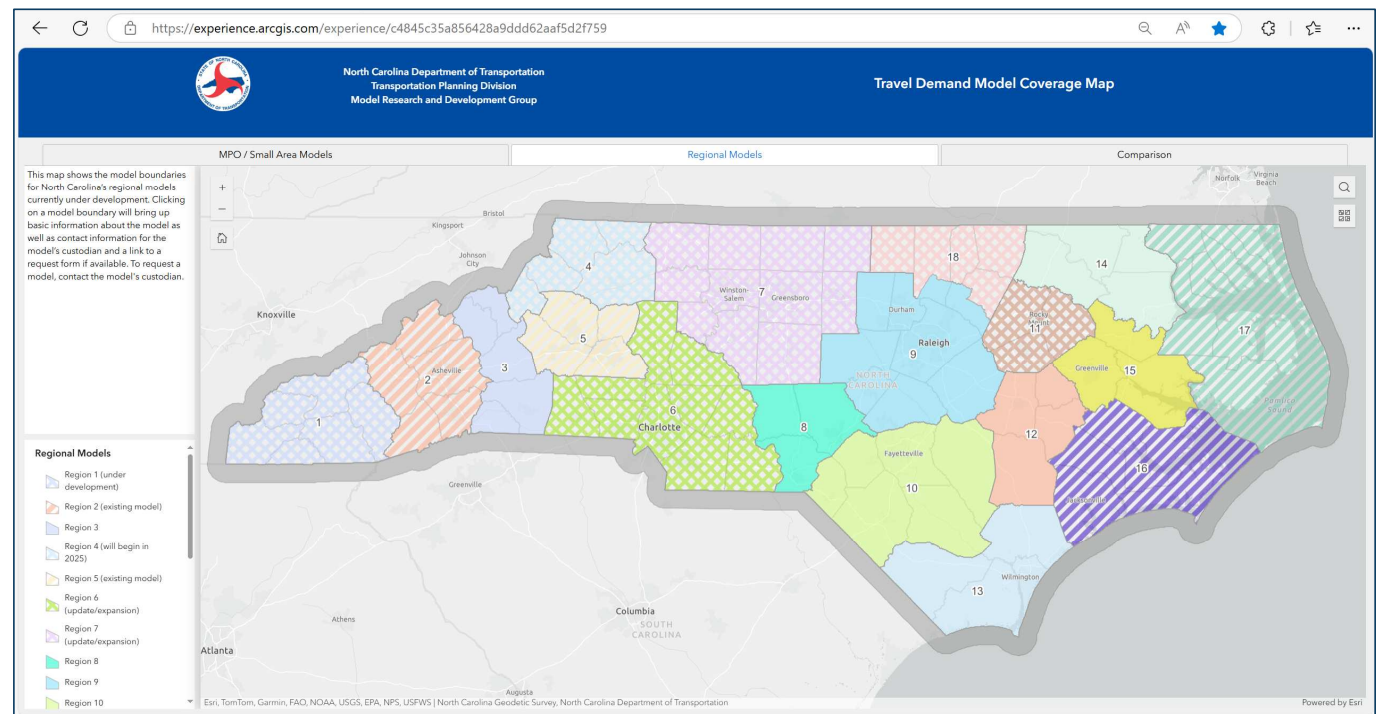 https://experience.arcgis.com/experience/c4845c35a856428a9ddd62aaf5d2f759
North Carolina Department of Transportation
Transportation Planning Division
Model Research and Development Group
Travel Demand Model Coverage Map
MPO / Small Area Models
Regional Models
Comparison
This map shows the model boundaries
for North Carolina's regional models
currently under development. Clicking
on a model boundary will bring up
basic information about the model as
well as contact information for the
model's custodian and a link to a
request form if available. To request a
model, contact the model's custodian.
Regional Models
Region 1 (under
development)
Region 2 (existing model)
Region 3
Region 4 (will begin in
2025)
Region 5 (existing model)
Region 6
(update/expansion)
Region 7
(update/expansion)
Region 8
Region 9
Region 10
Norfolk
Virginia
Beach
Bristol
Kingsport
Johnson
City
Knoxville
4
Winston-
Salem
7
Greensboro
18
14
Durham
Rocky
Mount
11
17
Raleigh
9
NORTH
CAROLINA
5
3
Asheville
2
Greenville
15
Pamlico
Sound
1
6
Charlotte
8
12
Fayetteville
10
16
Jacksonville
Greenville
Wilmington
13
Columbia
SOUTH
CAROLINA
Athens
Atlanta
Augusta
Esri, TomTom, Garmin, FAO, NOAA, USGS, EPA, NPS, USFWS | North Carolina Geodetic Survey, North Carolina Department of Transportation
Powered by Esri